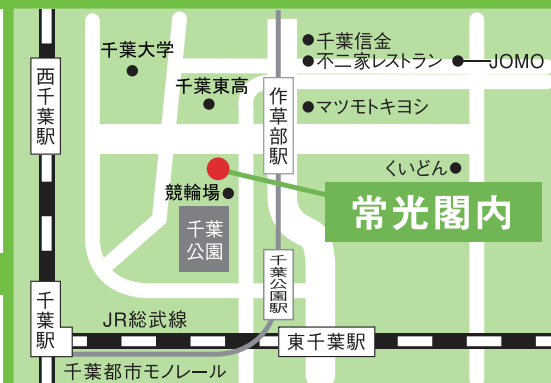 千葉大学
千葉信金
不二家レストラン
JOMO
西千葉駅
千葉東高
作草部駅
マツモトキヨシ
くいどん
競輪場
常光閣内
千葉
公園
千葉公園駅
千葉駅
JR総武線
東千葉駅
千葉都市モノレール